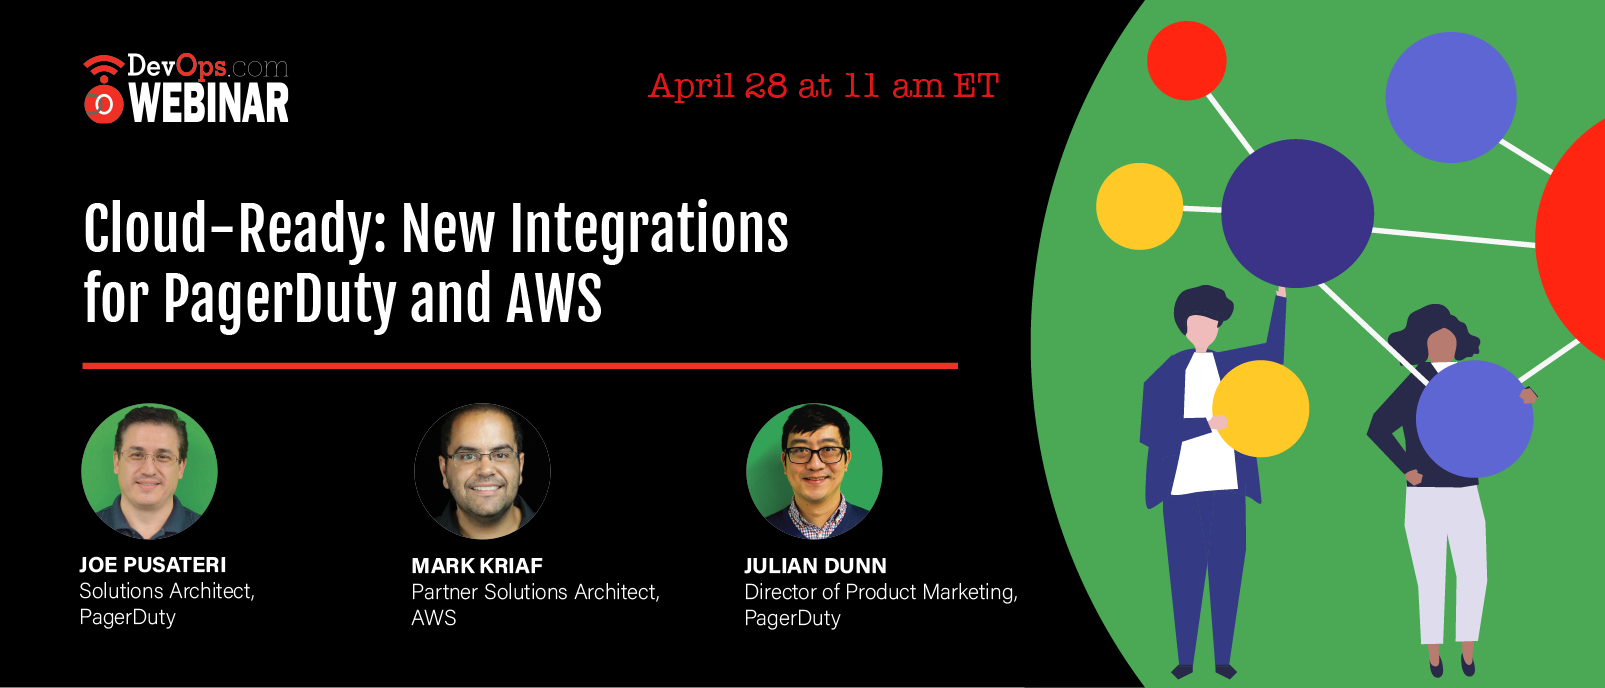 DevOps.com
WEBINAR
April 28 at 11 am ET
Cloud-Ready: New Integrations
for PagerDuty and AWS
JOE PUSATERI
Solutions Architect,
PagerDuty
MARK KRIAF
Partner Solutions Architect,
AWS
JULIAN DUNN
Director of Product Marketing,
PagerDuty